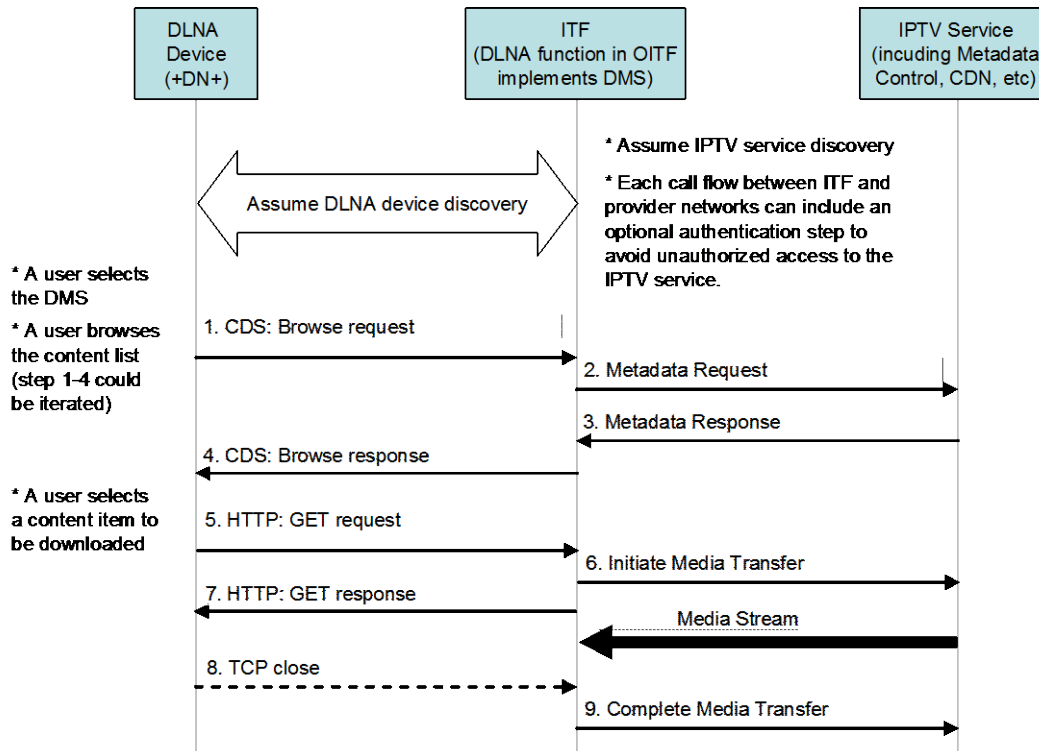 DLNA
Device
(+DN+)
ITF
(DLNA function in OITF
implements DMS)
IPTV Service
(incuding Metadata
Control, CDN, etc)
* Assume IPTV service discovery
* Each call flow between ITF and
provider networks can include an
optional authentication step to
avoid unauthorized access to the
IPTV service.
Assume DLNA device discovery
* A user selects
the DMS
* A user browses
the content list
(step 1-4 could
be iterated)
1. CDS: Browse request
2. Metadata Request
3. Metadata Response
4. CDS: Browse response
* A user selects
a content item to
be downloaded
5. HTTP: GET request
6. Initiate Media Transfer
7. HTTP: GET response
Media Stream
8. TCP close
9. Complete Media Transfer